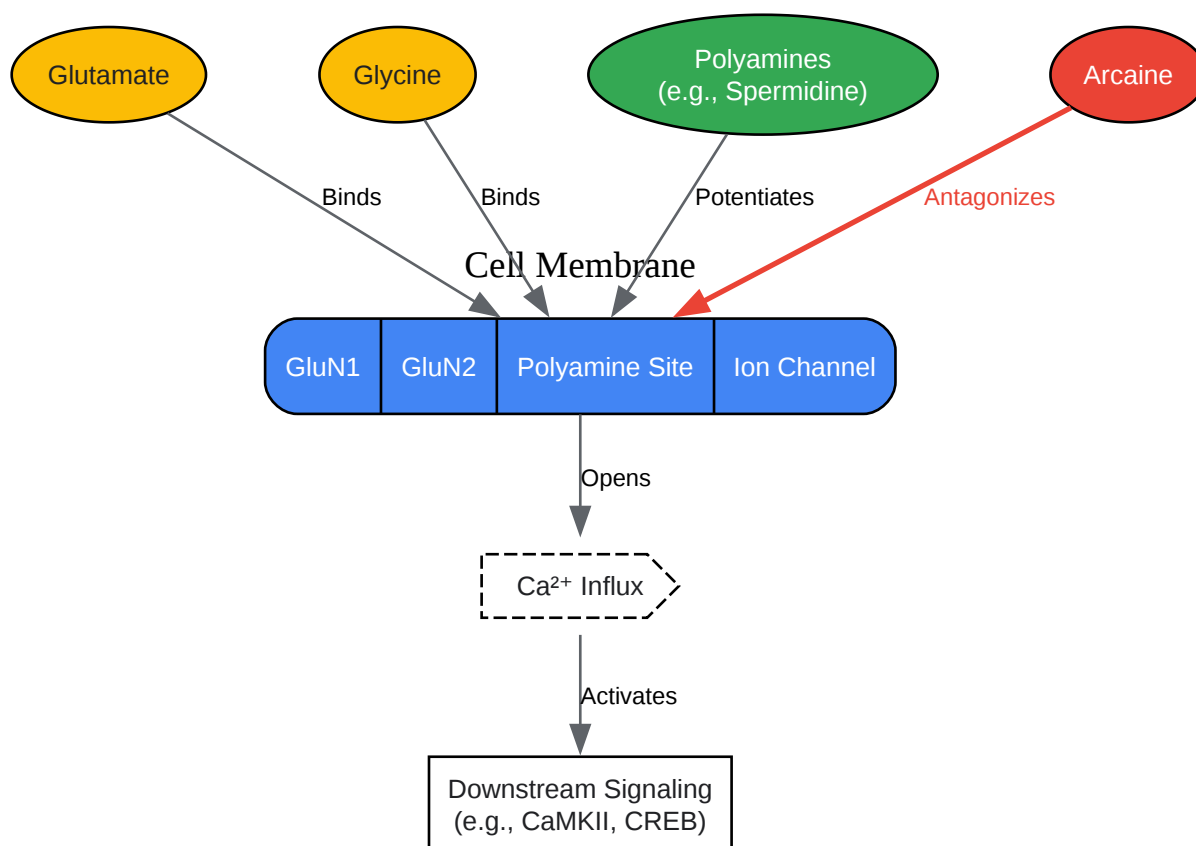 Glutamate
Glycine
Polyamines
(e.g., Spermidine)
Arcaine
Binds
Binds
Potentiates
Antagonizes
Cell Membrane
GluN1
GluN2
Polyamine Site
Ion Channel
Opens
Ca²⁺ Influx
Activates
Downstream Signaling
(e.g., CaMKII, CREB)